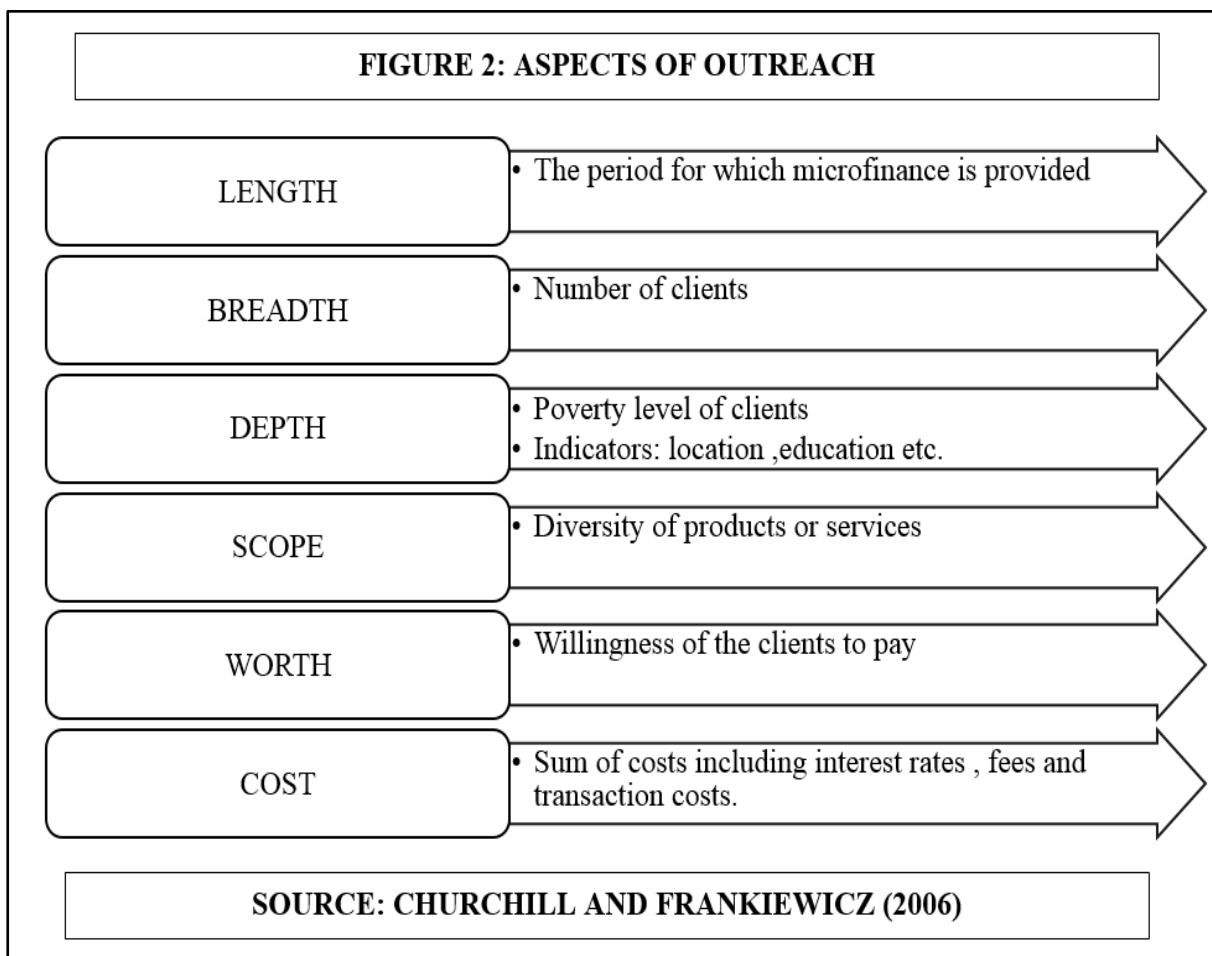 FIGURE 2: ASPECTS OF OUTREACH
LENGTH
• The period for which microfinance is provided
BREADTH
• Number of clients
DEPTH
• Poverty level of clients
• Indicators: location ,education etc.
SCOPE
• Diversity of products or services
WORTH
• Willingness of the clients to pay
COST
• Sum of costs including interest rates , fees and
transaction costs.
SOURCE: CHURCHILL AND FRANKIEWICZ (2006)